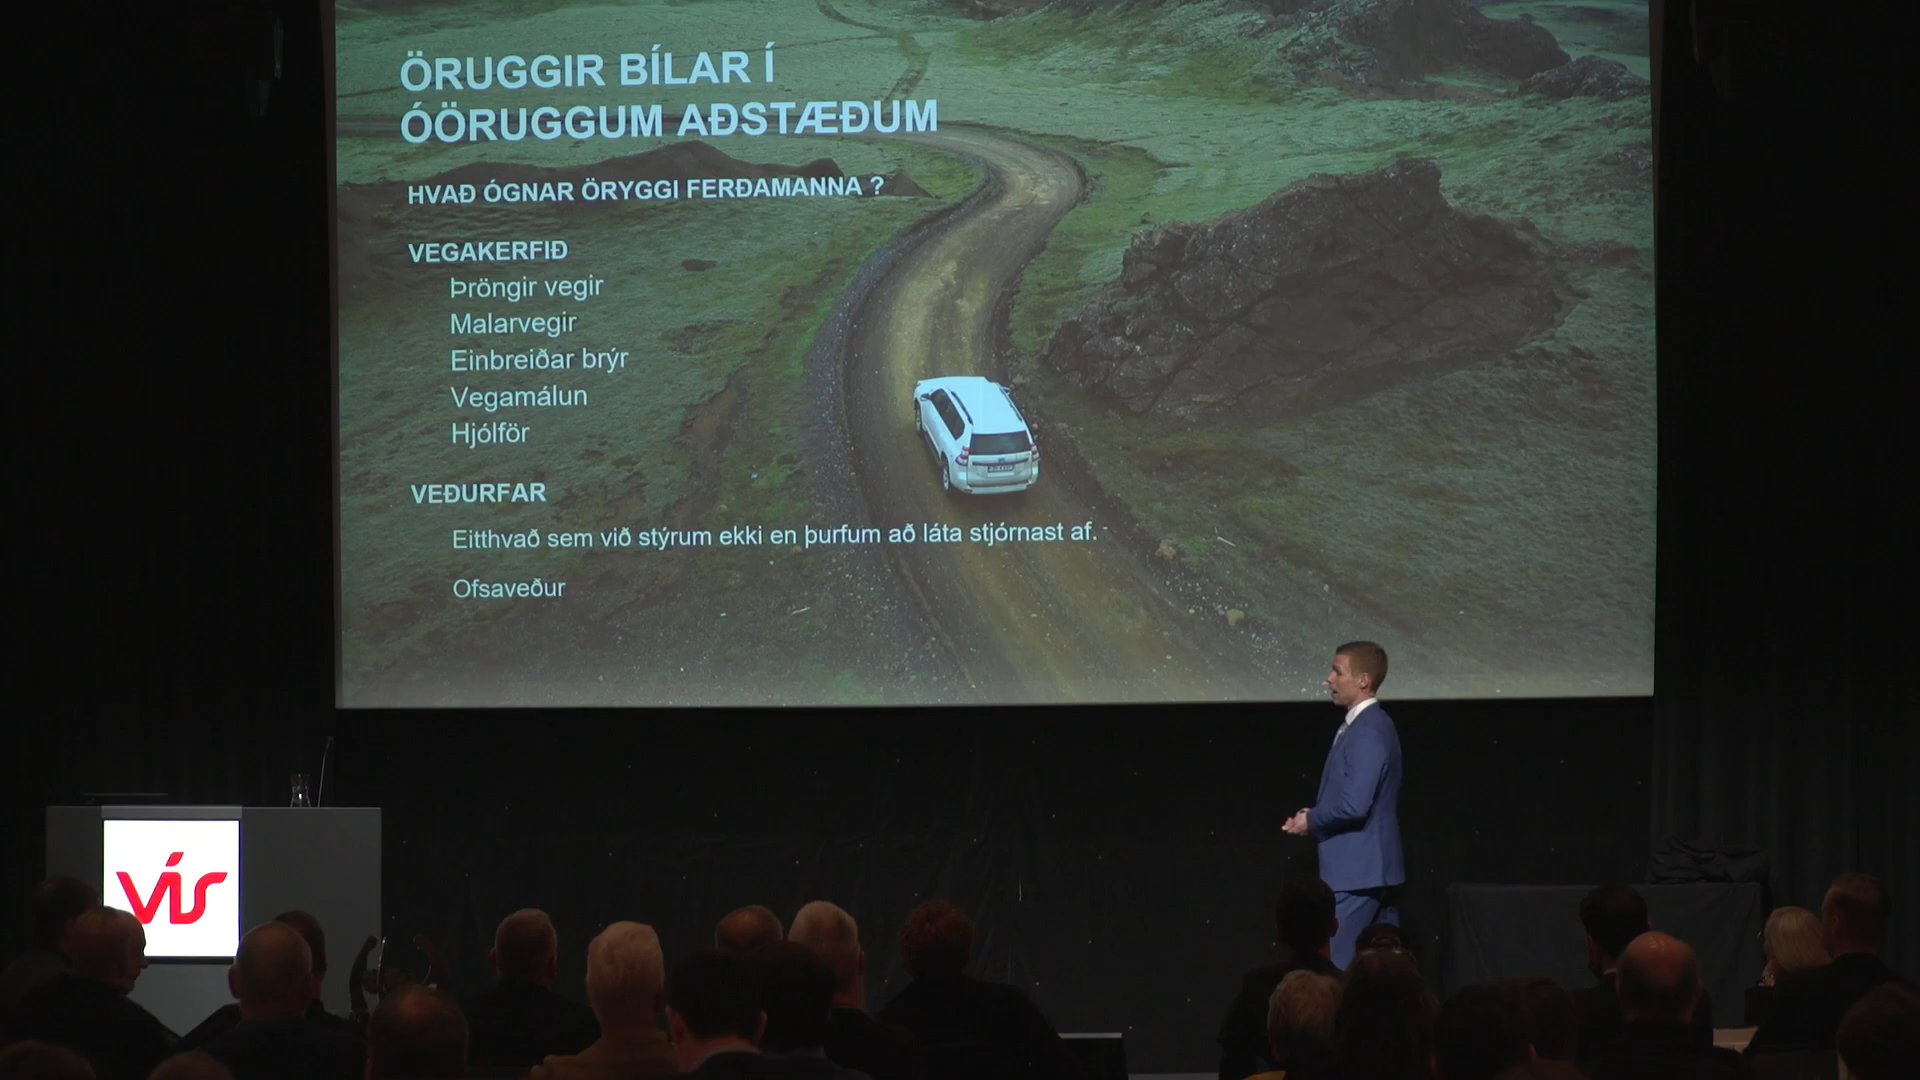 ÖRUGGIR BÍLAR Í
ÓÖRUGGUM AÐSTÆÐUM
HVAÐ ÓGNAR ÖRYGGI FERÐAMANNA ?
VEGAKERFIÐ
Þröngir vegir
Malarvegir
Einbreiðar brýr
Vegamálun
Hjólför
VEÐURFAR
Eitthvað sem við stýrum ekki en þurfum að láta stjórnast af.
Ofsaveður
vís